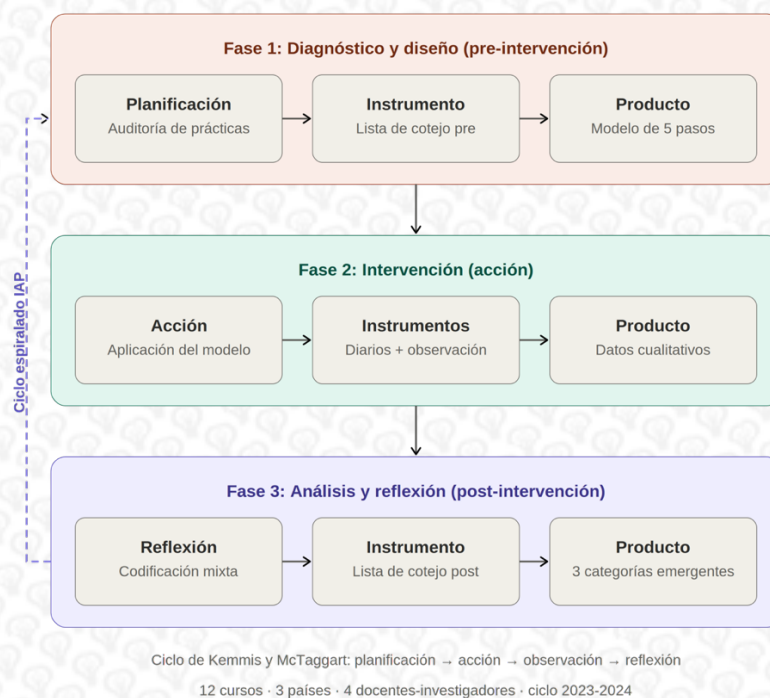 Fase 1: Diagnóstico y diseño (pre-intervención)
Planificación
Auditoría de prácticas
Instrumento
Lista de cotejo pre
Producto
Modelo de 5 pasos
Ciclo espiralado IAP
Fase 2: Intervención (acción)
Acción
Aplicación del modelo
Instrumentos
Diarios + observación
Producto
Datos cualitativos
Fase 3: Análisis y reflexión (post-intervención)
Reflexión
Codificación mixta
Instrumento
Lista de cotejo post
Producto
3 categorías emergentes
Ciclo de Kemmis y McTaggart: planificación → acción → observación → reflexión
12 cursos · 3 países · 4 docentes-investigadores · ciclo 2023-2024